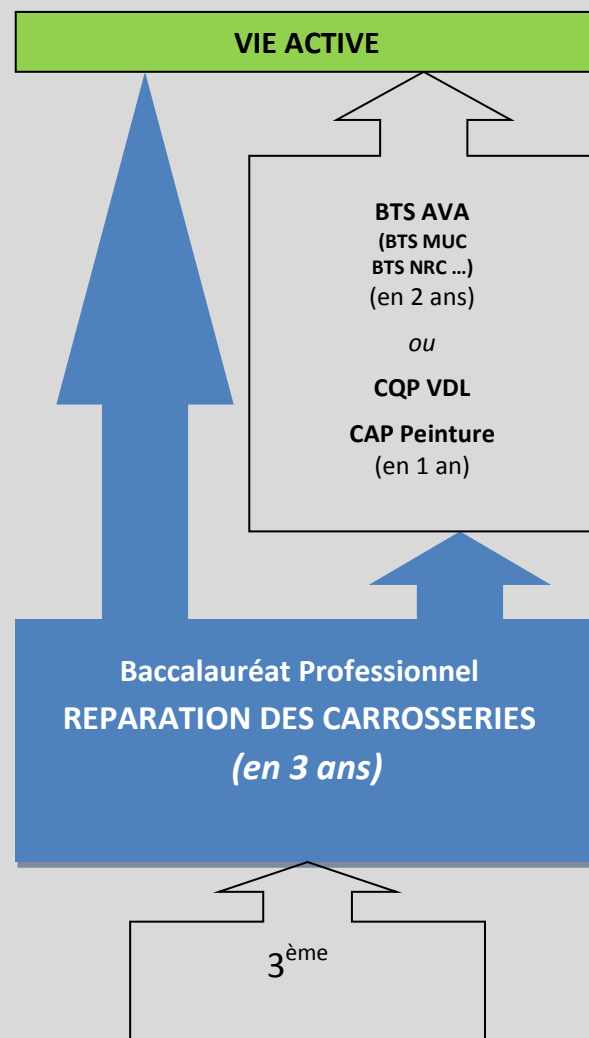 VIE ACTIVE
BTS AVA
(BTS MUC
BTS NRC ...)
(en 2 ans)
ou
CQP VDL
CAP Peinture
(en 1 an)
Baccalauréat Professionnel
REPARATION DES CARROSSERIES
(en 3 ans)
3ème